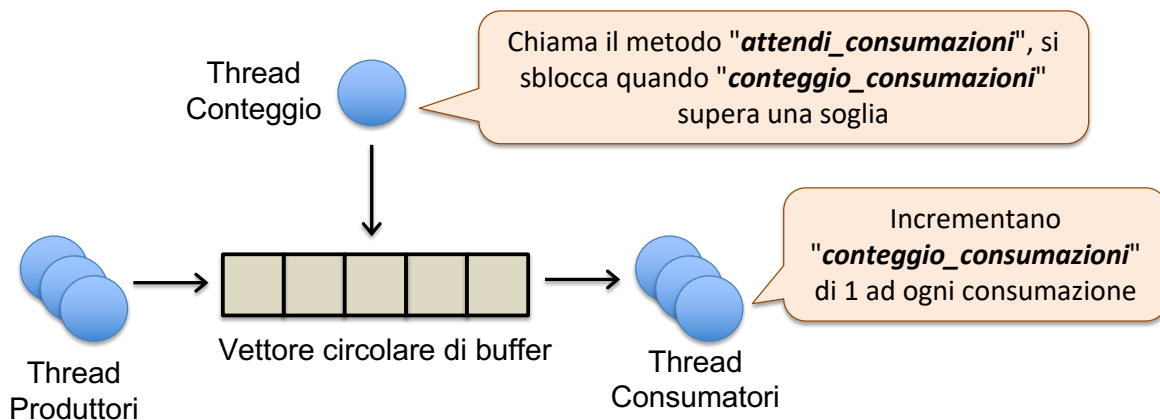 Chiama il metodo "attendi_consumazioni", si
sblocca quando "conteggio_consumazioni"
supera una soglia
Thread
Conteggio
Incrementano
"conteggio_consumazioni"
di 1 ad ogni consumazione
Vettore circolare di buffer
Thread
Produttori
Thread
Consumatori